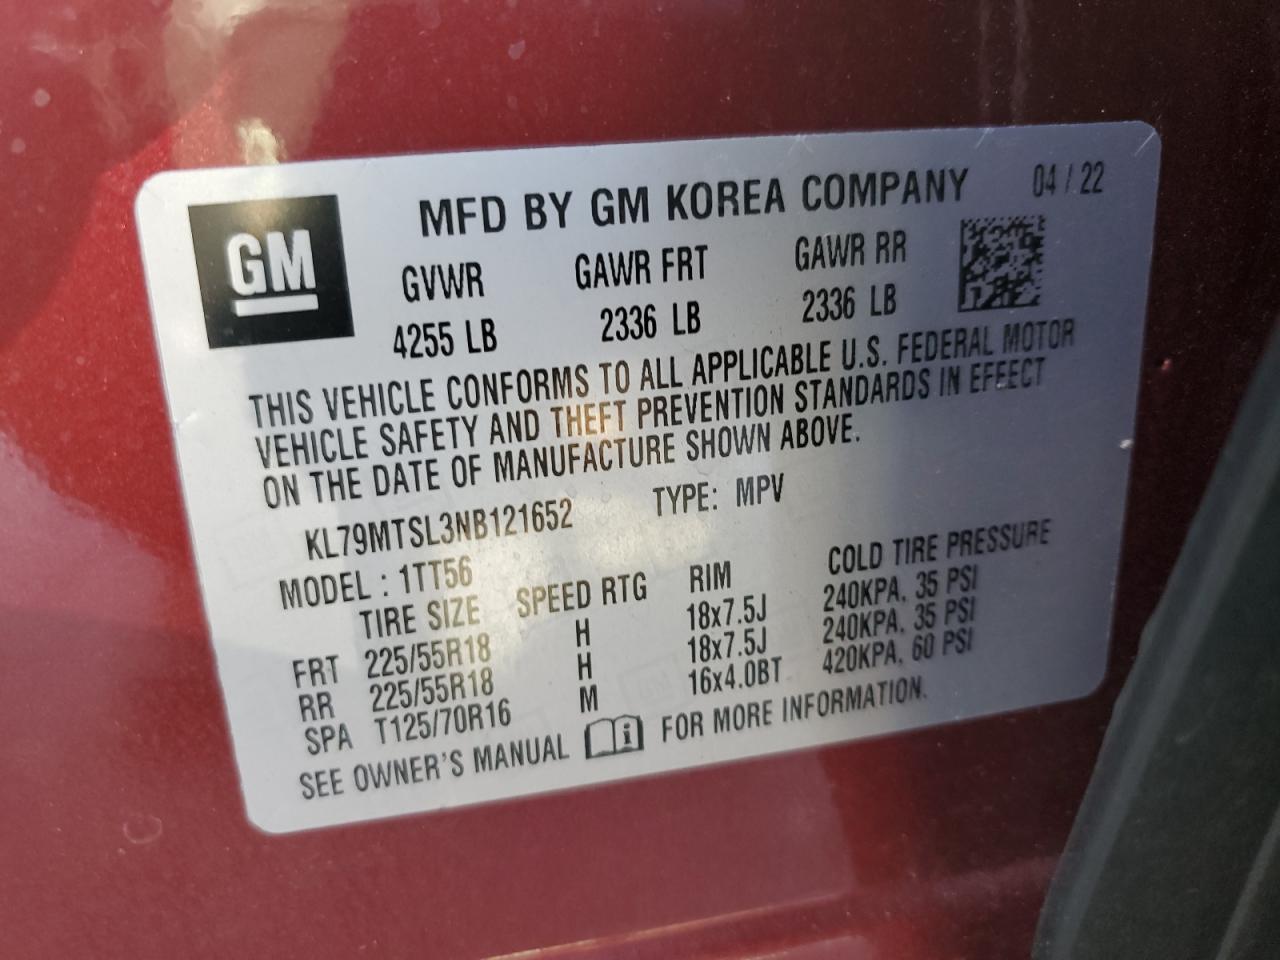 GM
MFD BY GM KOREA COMPANY 04 / 22
GVWR GAWR FRT GAWR RR
4255 LB 2336 LB 2336 LB
THIS VEHICLE CONFORMS TO ALL APPLICABLE U.S. FEDERAL MOTOR
VEHICLE SAFETY AND THEFT PREVENTION STANDARDS IN EFFECT
ON THE DATE OF MANUFACTURE SHOWN ABOVE.
KL79MTSL3NB121652 TYPE: MPV
MODEL : 1TT56
TIRE SIZE SPEED RTG RIM COLD TIRE PRESSURE
FRT 225/55R18 H 18x7.5J 240KPA, 35 PSI
RR 225/55R18 H 18x7.5J 240KPA, 35 PSI
SPA T125/70R16 M 16x4.0BT 420KPA, 60 PSI
SEE OWNER'S MANUAL i FOR MORE INFORMATION.